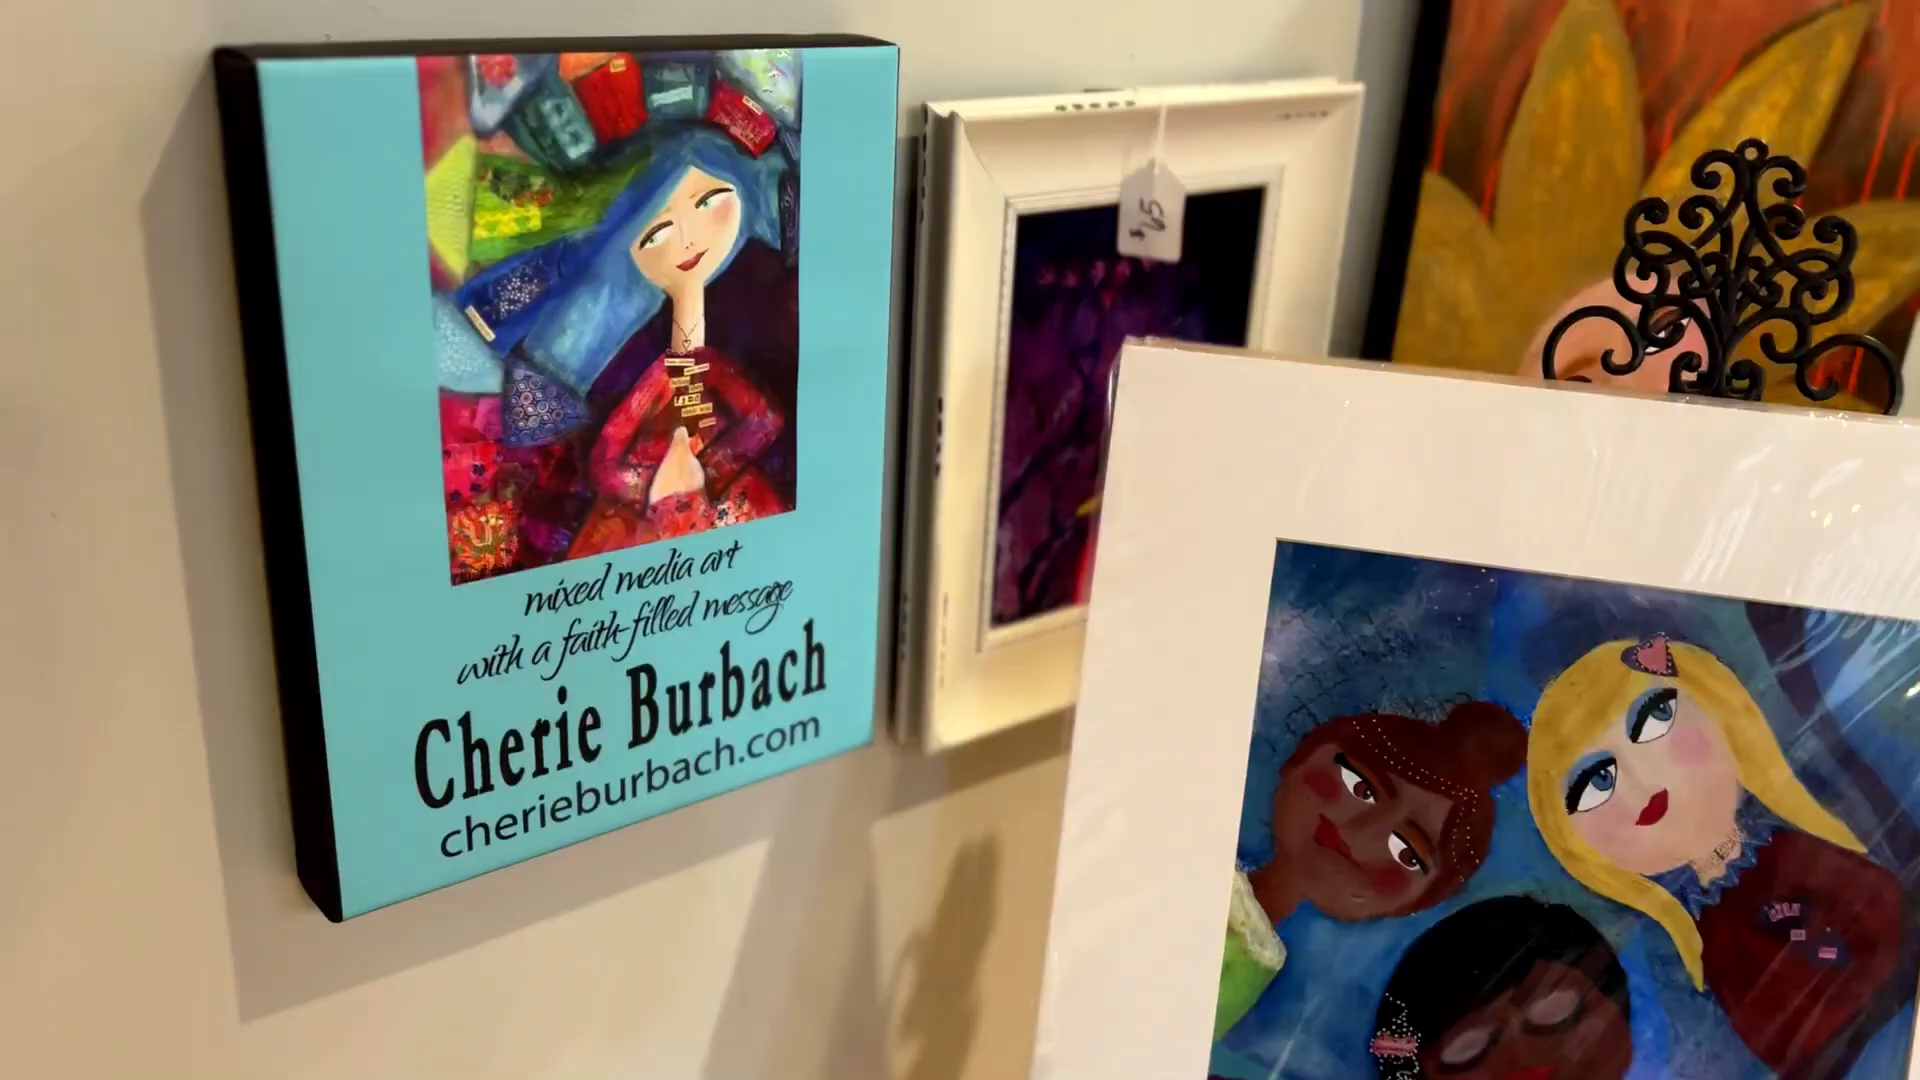 mixed media art
with a faith-filled message
Cherie Burbach
cherieburbach.com
$65